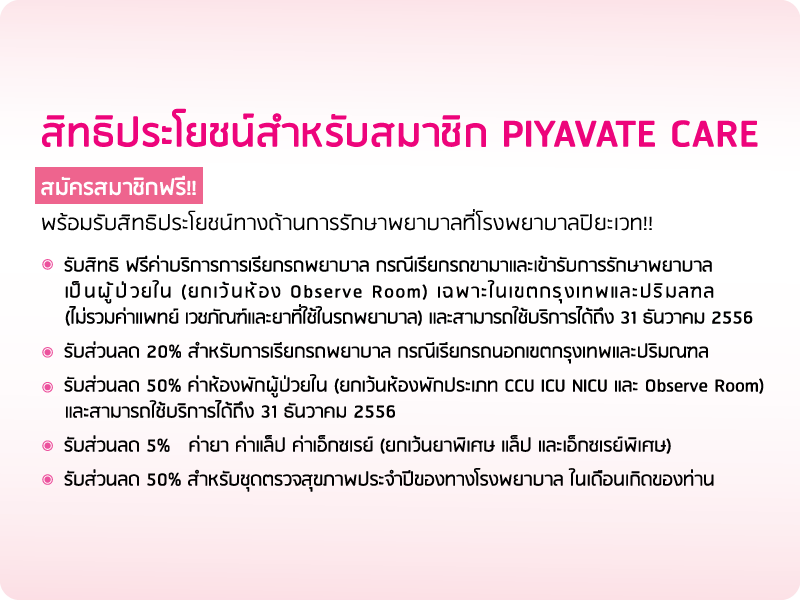 สิทธิประโยชน์สำหรับสมาชิก PIYAVATE CARE
สมัครสมาชิกฟรี!!
พร้อมรับสิทธิประโยชน์ทางด้านการรักษาพยาบาลที่โรงพยาบาลปิยะเวท!!
รับสิทธิ ฟรีค่าบริการการเรียกรถพยาบาล กรณีเรียกรถขามาและเข้ารับการรักษาพยาบาล
เป็นผู้ป่วยใน (ยกเว้นห้อง Observe Room) เฉพาะในเขตกรุงเทพและปริมลฑล
(ไม่รวมค่าแพทย์ เวชภัณฑ์และยาที่ใช้ในรถพยาบาล) และสามารถใช้บริการได้ถึง 31 ธันวาคม 2556
รับส่วนลด 20% สำหรับการเรียกรถพยาบาล กรณีเรียกรถนอกเขตกรุงเทพและปริมณฑล
รับส่วนลด 50% ค่าห้องพักผู้ป่วยใน (ยกเว้นห้องพักประเภท CCU ICU NICU และ Observe Room)
และสามารถใช้บริการได้ถึง 31 ธันวาคม 2556
รับส่วนลด 5% ค่ายา ค่าแล็ป ค่าเอ็กซเรย์ (ยกเว้นยาพิเศษ แล็ป และเอ็กซเรย์พิเศษ)
รับส่วนลด 50% สำหรับชุดตรวจสุขภาพประจำปีของทางโรงพยาบาล ในเดือนเกิดของท่าน